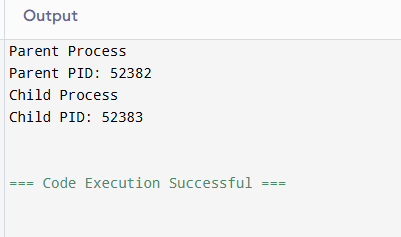 Output
Parent Process
Parent PID: 52382
Child Process
Child PID: 52383
=== Code Execution Successful ===